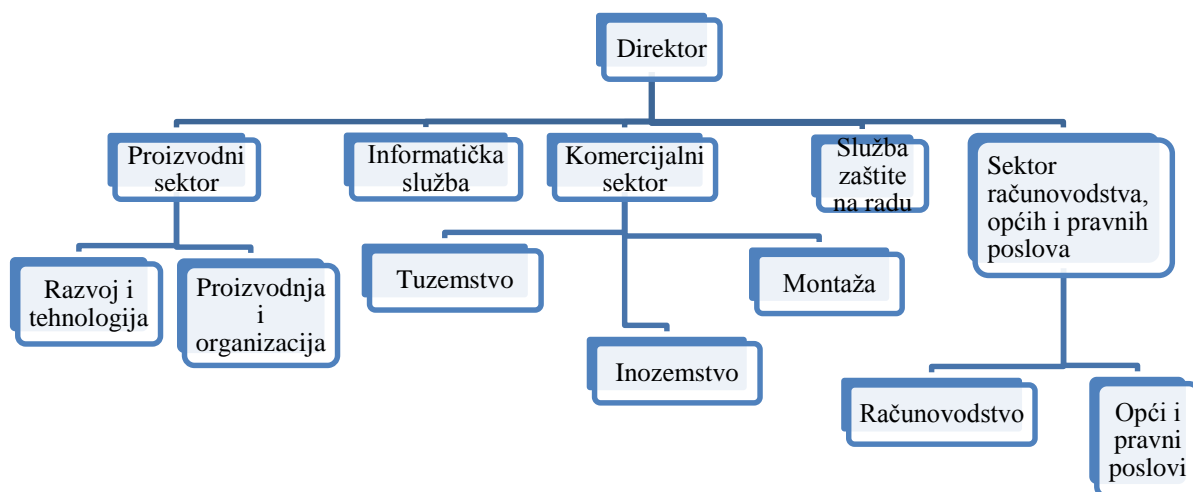 Direktor
Proizvodni
sektor
Informatička
služba
Komercijalni
sektor
Služba
zaštite
na radu
Sektor
računovodstva,
općih i pravnih
poslova
Razvoj i
tehnologija
Proizvodnja
i
organizacija
Tuzemstvo
Inozemstvo
Montaža
Računovodstvo
Opći i
pravni
poslovi